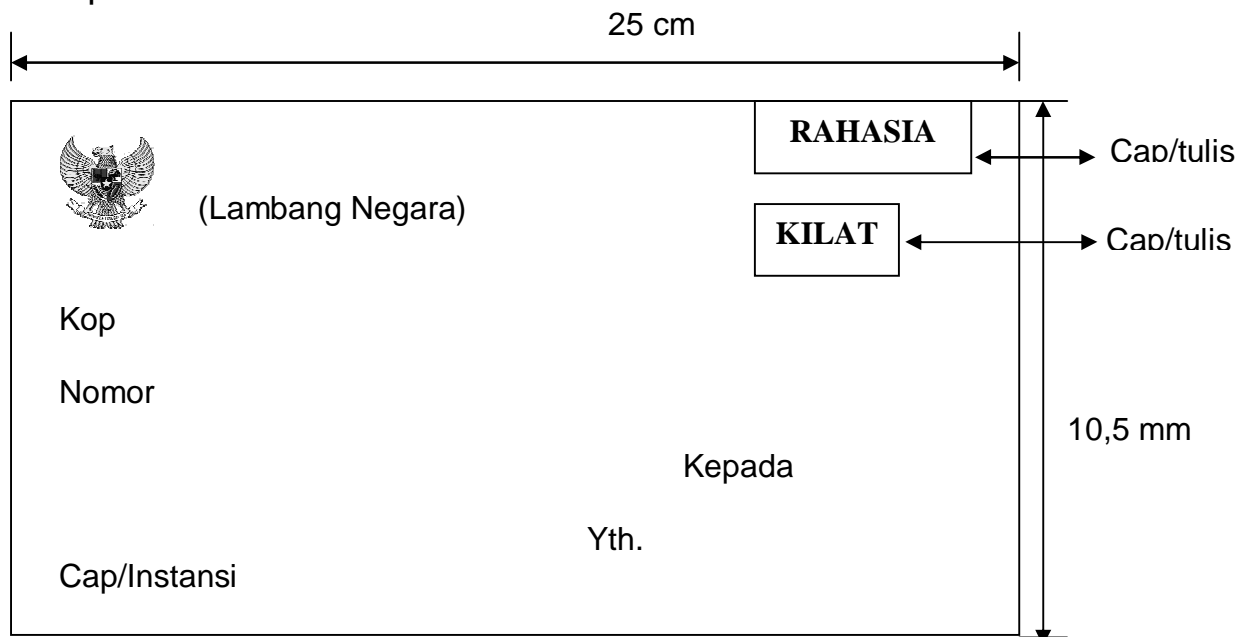 25 cm
RAHASIA
Cap/tulis
(Lambang Negara)
KILAT
Cap/tulis
Kop
Nomor
10,5 mm
Kepada
Yth.
Cap/Instansi